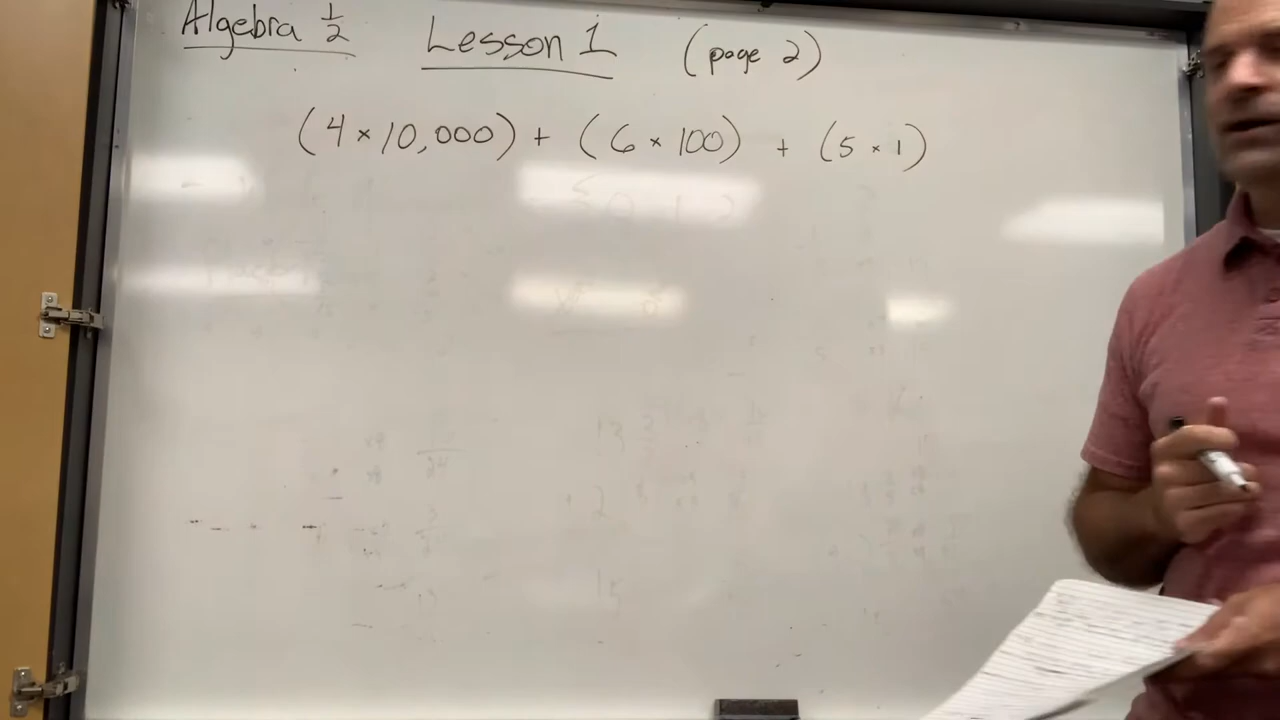 Algebra ½ Lesson 1 (page 2)
(4 × 10,000) + (6 × 100) + (5 × 1)